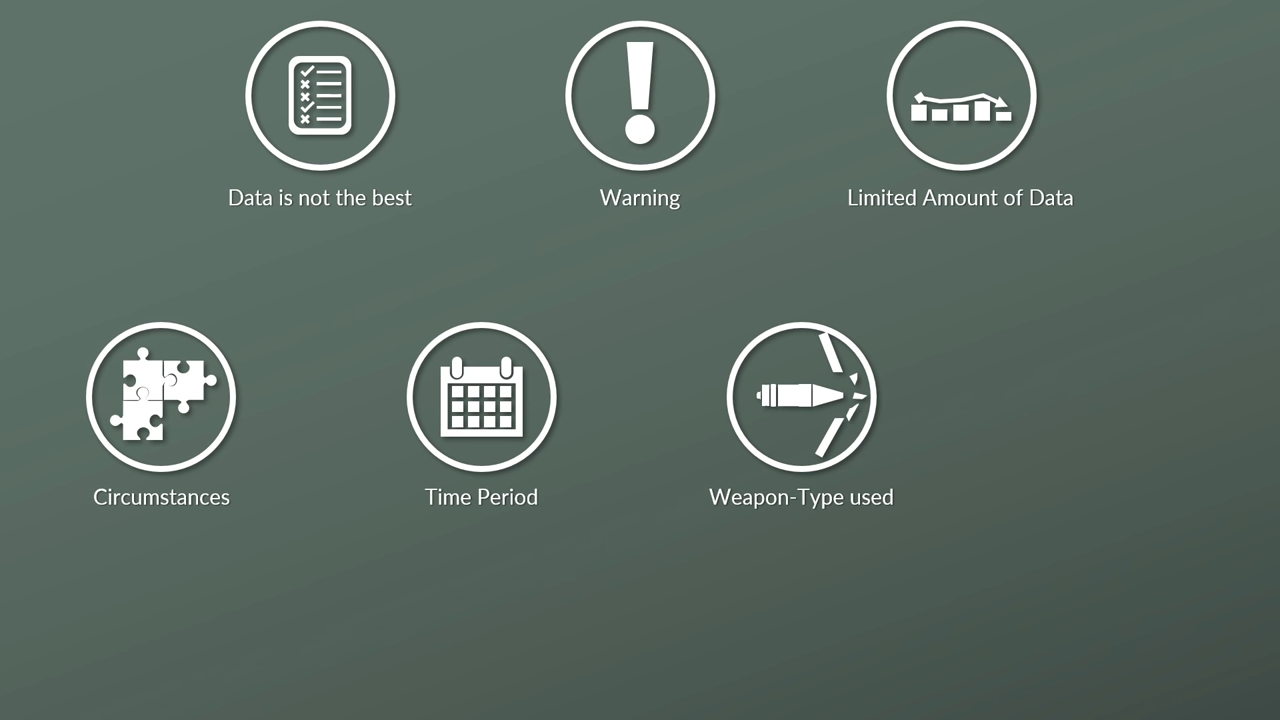 Data is not the best
Warning
Limited Amount of Data
Circumstances
Time Period
Weapon-Type used